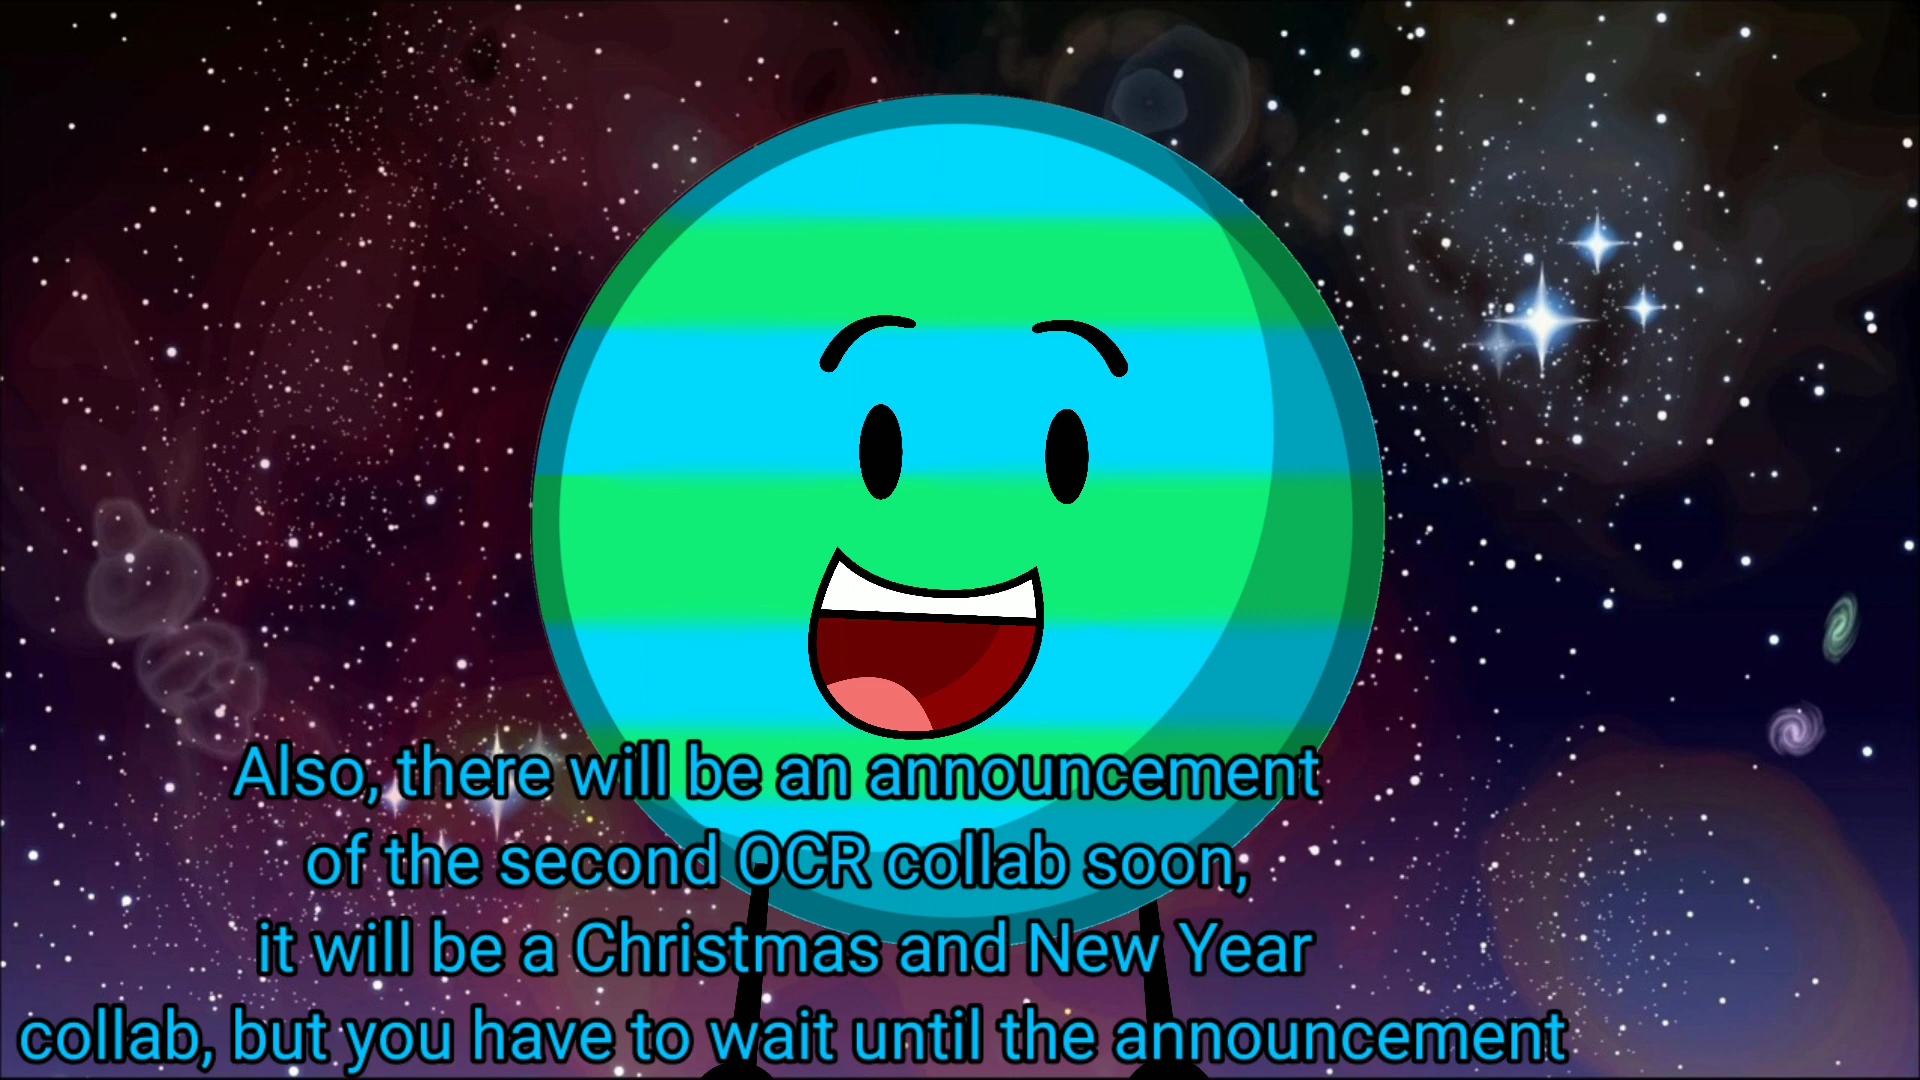 Also, there will be an announcement
of the second OCR collab soon,
it will be a Christmas and New Year
collab, but you have to wait until the announcement